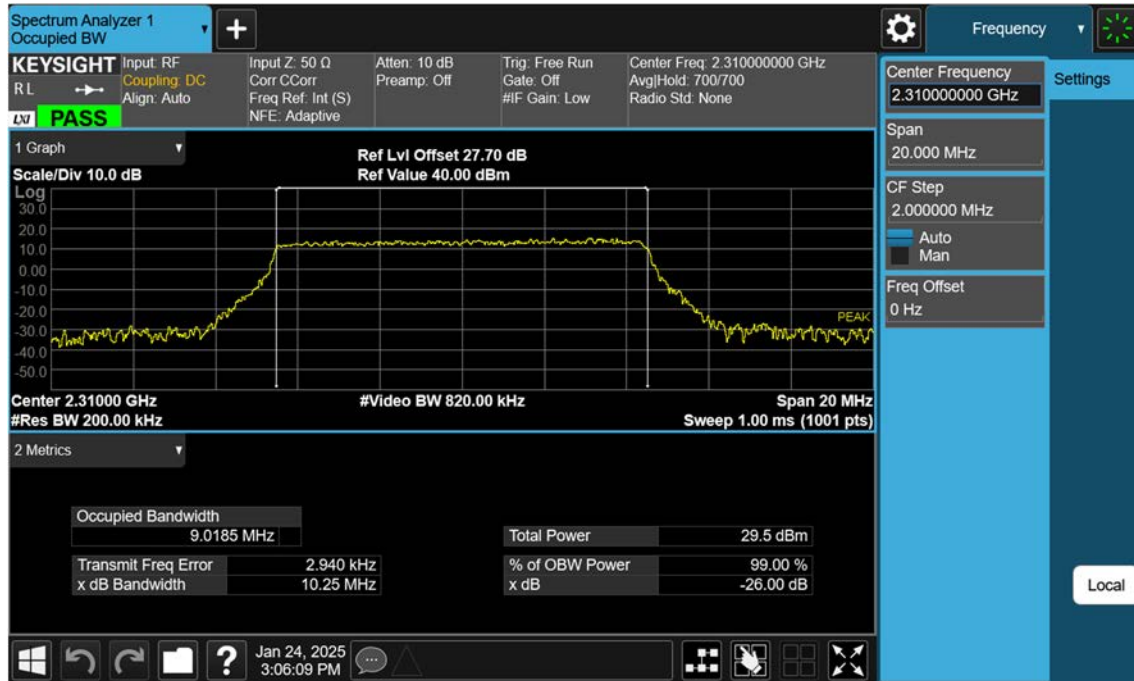 Spectrum Analyzer 1
Occupied BW
Frequency
KEYSIGHT
RL
LXI PASS
Input: RF
Coupling: DC
Align: Auto
Input Z: 50 Ω
Corr CCorr
Freq Ref: Int (S)
NFE: Adaptive
Atten: 10 dB
Preamp: Off
Trig: Free Run
Gate: Off
#IF Gain: Low
Center Freq: 2.310000000 GHz
Avg|Hold: 700/700
Radio Std: None
1 Graph
Scale/Div 10.0 dB
Ref Lvl Offset 27.70 dB
Ref Value 40.00 dBm
Log
30.0
20.0
10.0
0.00
-10.0
-20.0
-30.0
-40.0
-50.0
PEAK
Center 2.31000 GHz
#Video BW 820.00 kHz
Span 20 MHz
#Res BW 200.00 kHz
Sweep 1.00 ms (1001 pts)
2 Metrics
Occupied Bandwidth
9.0185 MHz
Total Power 29.5 dBm
Transmit Freq Error 2.940 kHz
% of OBW Power 99.00 %
x dB Bandwidth 10.25 MHz
x dB -26.00 dB
?
Jan 24, 2025
3:06:09 PM
Center Frequency
2.310000000 GHz
Settings
Span
20.000 MHz
CF Step
2.000000 MHz
Auto
Man
Freq Offset
0 Hz
Local